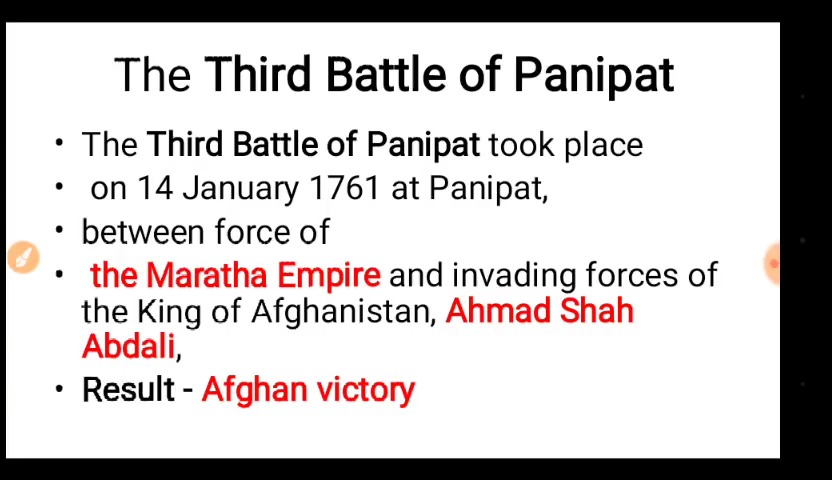 The Third Battle of Panipat
• The Third Battle of Panipat took place
• on 14 January 1761 at Panipat,
• between force of
• the Maratha Empire and invading forces of
the King of Afghanistan, Ahmad Shah
Abdali,
• Result - Afghan victory